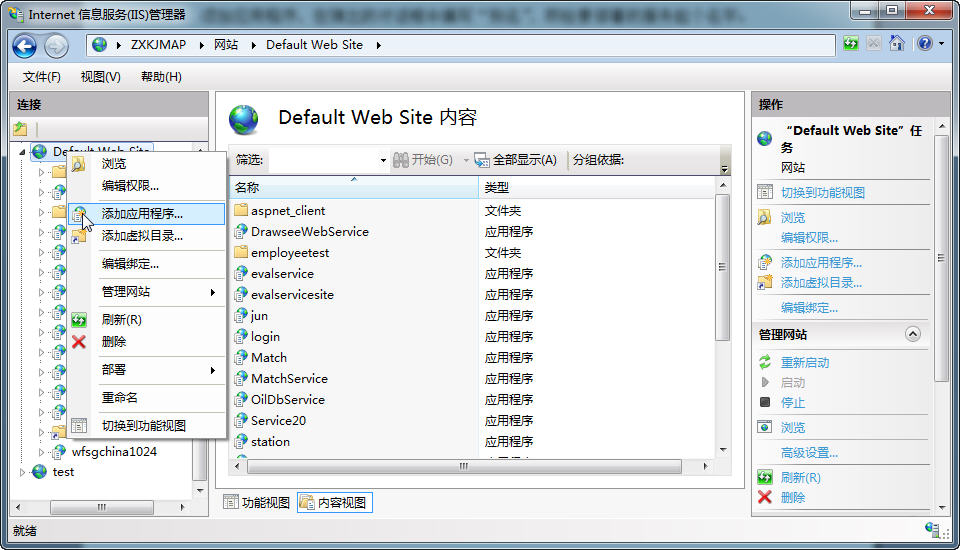 Internet 信息服务(IIS)管理器
ZXKJMAP 网站 Default Web Site
文件(F) 视图(V) 帮助(H)
连接
Default Web Site
浏览
编辑权限...
添加应用程序...
添加虚拟目录...
编辑绑定...
管理网站
刷新(R)
删除
部署
重命名
切换到功能视图
wfsgchina1024
test
Default Web Site 内容
筛选: 开始(G) 全部显示(A) 分组依据:
名称 类型
aspnet_client 文件夹
DrawseeWebService 应用程序
employeetest 文件夹
evalservice 应用程序
evalservicesite 应用程序
jun 应用程序
login 应用程序
Match 应用程序
MatchService 应用程序
OilDbService 应用程序
Service20 应用程序
station 应用程序
功能视图 内容视图
操作
“Default Web Site”任
务
网站
切换到功能视图
浏览
编辑权限...
添加应用程序...
添加虚拟目录...
编辑绑定...
管理网站
重新启动
启动
停止
浏览
高级设置...
刷新(R)
删除
就绪